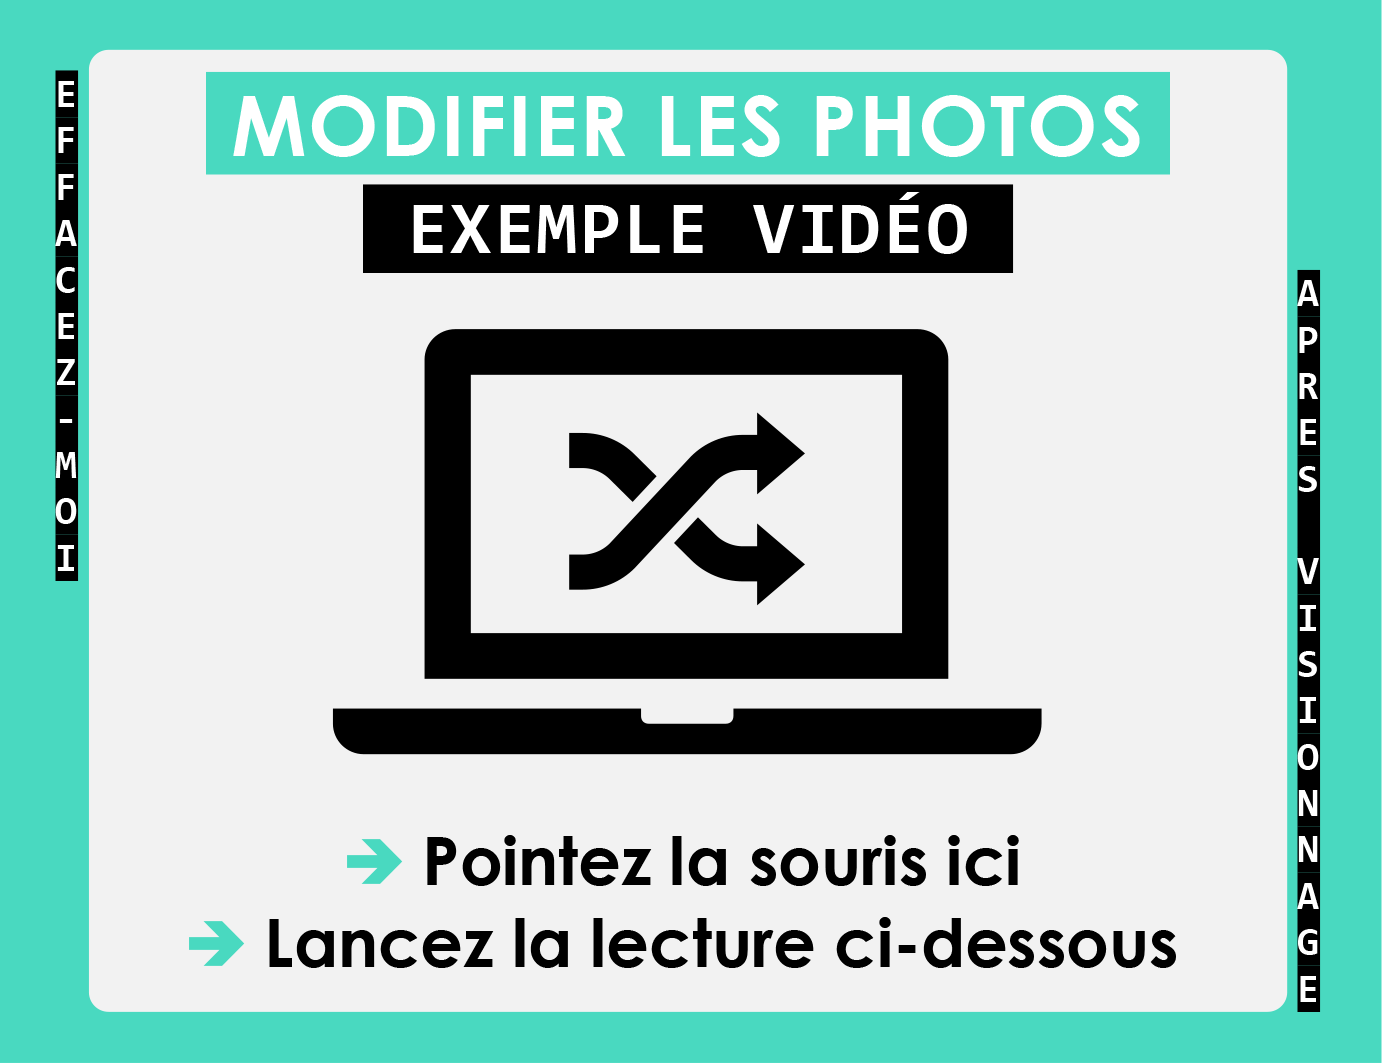 EFFACEZ-MOI
MODIFIER LES PHOTOS
EXEMPLE VIDÉO
Pointez la souris ici
Lancez la lecture ci-dessous
APRES VISIONNAGE